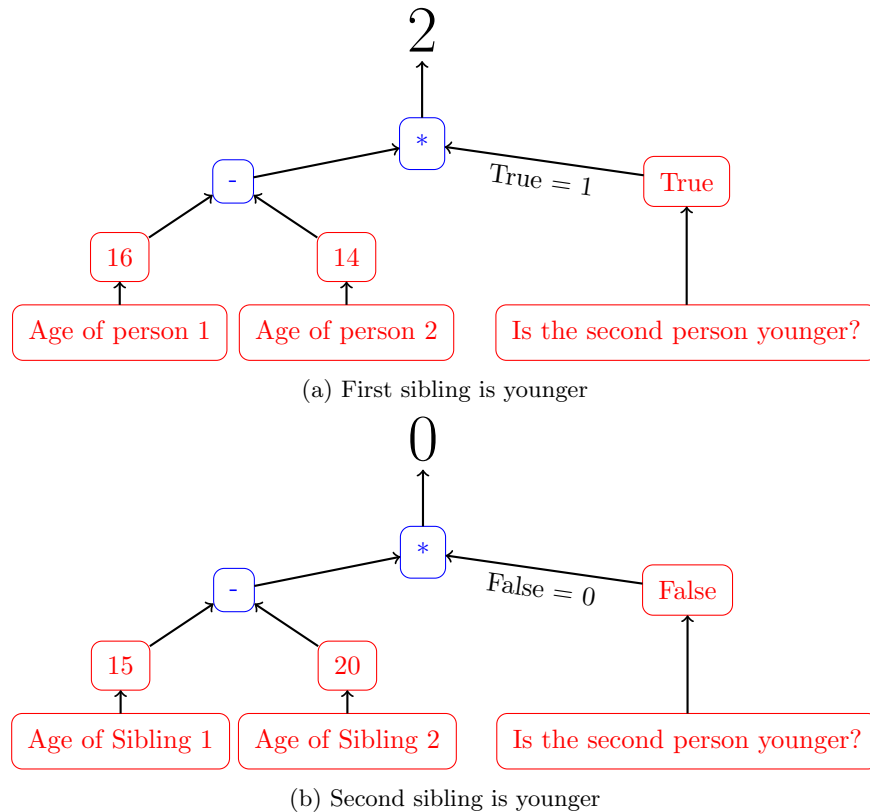 2
*
-
True = 1
True
16
14
Age of person 1
Age of person 2
Is the second person younger?
(a) First sibling is younger
0
*
-
False = 0
False
15
20
Age of Sibling 1
Age of Sibling 2
Is the second person younger?
(b) Second sibling is younger